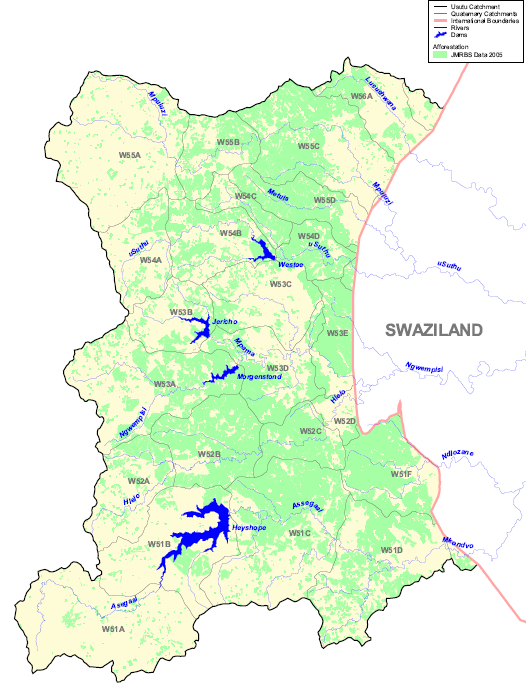 Usutu Catchment
Quaternary Catchments
International Boundaries
Rivers
Dams
Afforestation
JMRBS Data 2005
Mpuluzi
Lusushwana
W56A
W55A
W55B
W55C
W54C
Metula
W55D
Mpuluzi
W54B
W54D
uSuthu
uSuthu
Westoe
W54A
uSuthu
W53C
W53B
Jericho
W53E
SWAZILAND
Mpama
W53D
Ngwempisi
Morgenstond
W53A
Hlelo
Ngwempisi
W52D
W52C
W52B
Ndlozane
W51F
W52A
Hlelo
Assegaai
Heyshope
W51C
W51B
Mkondvo
W51D
Assegaai
W51A